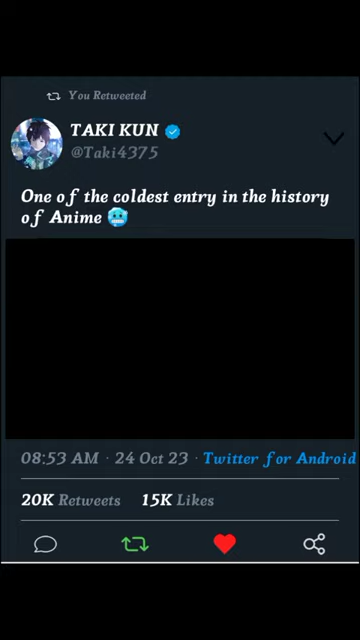 You Retweeted
TAKI KUN
@Taki4375
One of the coldest entry in the history
of Anime 🥶
08:53 AM · 24 Oct 23 · Twitter for Android
20K Retweets 15K Likes